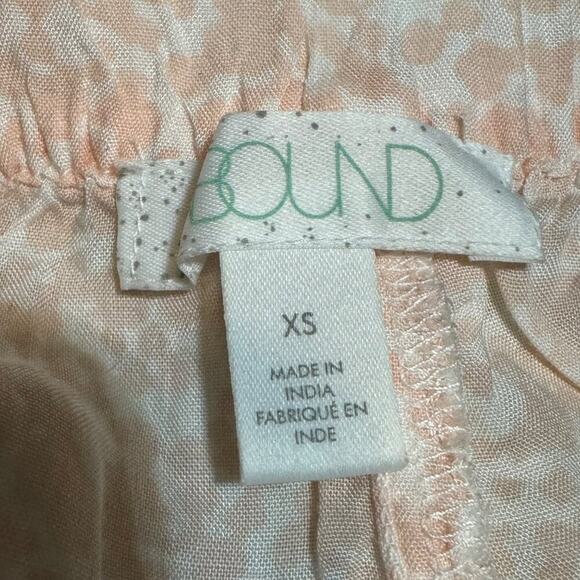 BOUND
XS
MADE IN
INDIA
FABRIQUÉ EN
INDE